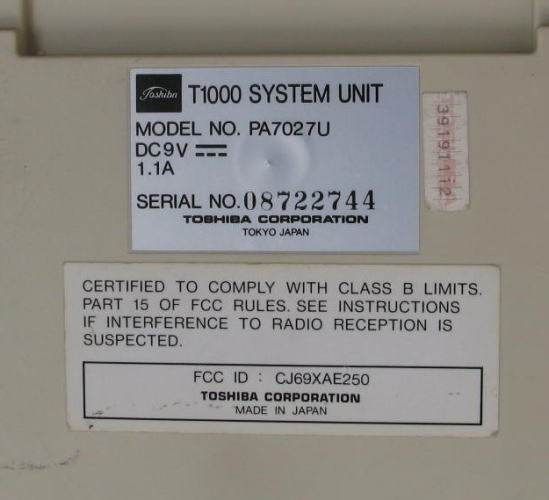 Toshiba
T1000 SYSTEM UNIT
MODEL NO. PA7027U
DC9V
1.1A
SERIAL NO. 08722744
TOSHIBA CORPORATION
TOKYO JAPAN
39191112
CERTIFIED TO COMPLY WITH CLASS B LIMITS.
PART 15 OF FCC RULES. SEE INSTRUCTIONS
IF INTERFERENCE TO RADIO RECEPTION IS
SUSPECTED.
FCC ID : CJ69XAE250
TOSHIBA CORPORATION
MADE IN JAPAN